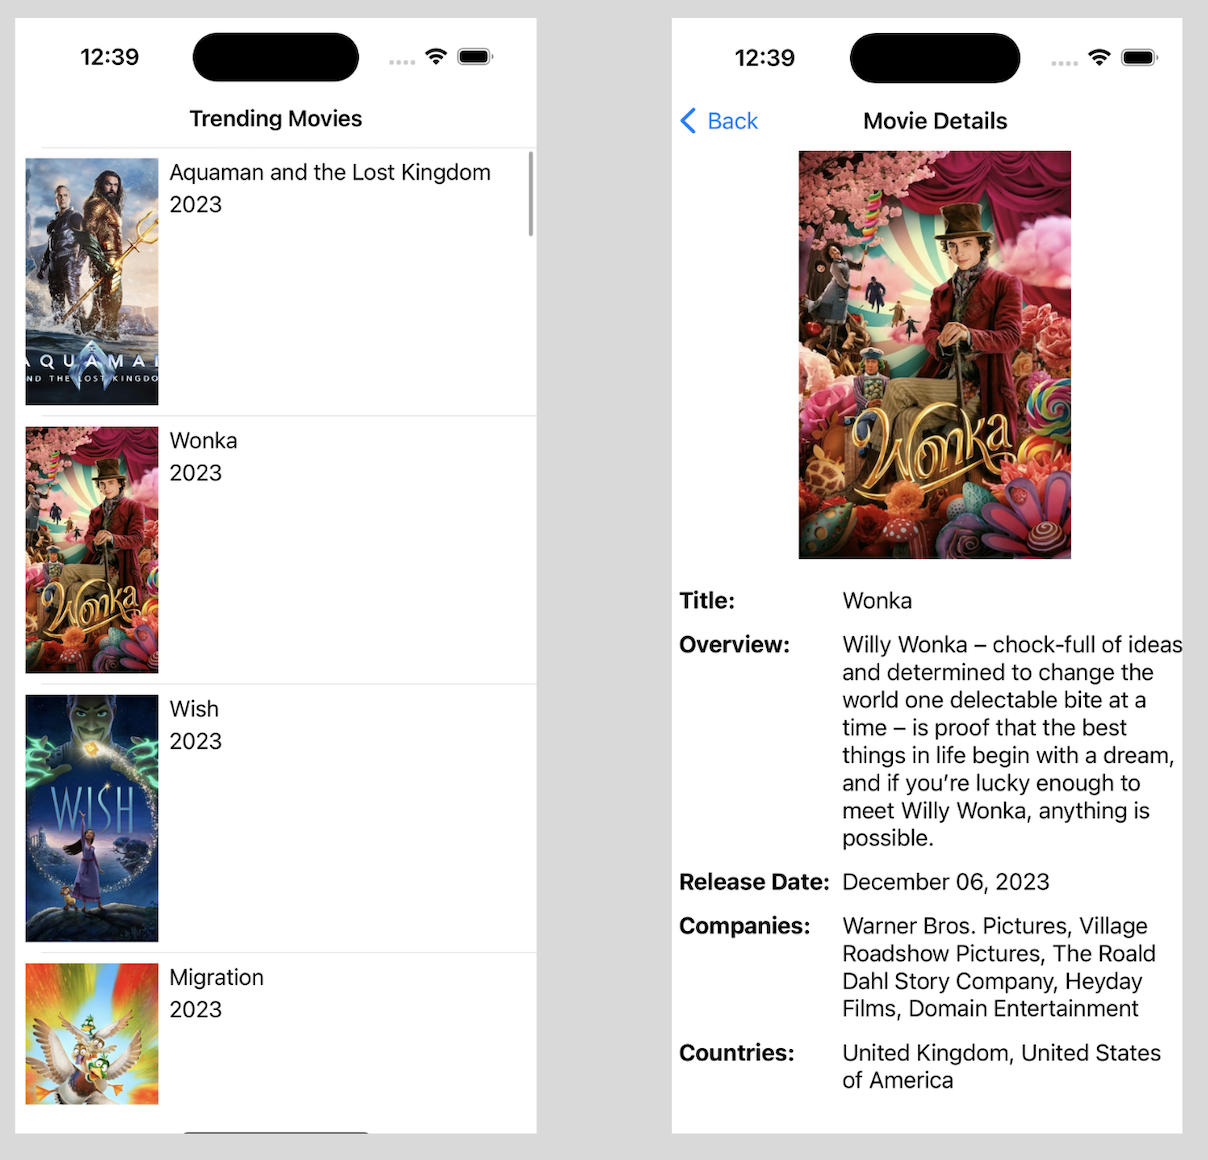 12:39
Trending Movies
Aquaman and the Lost Kingdom
2023
AQUAMA
ND THE LOST KINGDO
Wonka
2023
Wonka
Wish
2023
WISH
Migration
2023
12:39
Back
Movie Details
Wonka
Title: Wonka
Overview: Willy Wonka – chock-full of ideas
and determined to change the
world one delectable bite at a
time – is proof that the best
things in life begin with a dream,
and if you’re lucky enough to
meet Willy Wonka, anything is
possible.
Release Date: December 06, 2023
Companies: Warner Bros. Pictures, Village
Roadshow Pictures, The Roald
Dahl Story Company, Heyday
Films, Domain Entertainment
Countries: United Kingdom, United States
of America